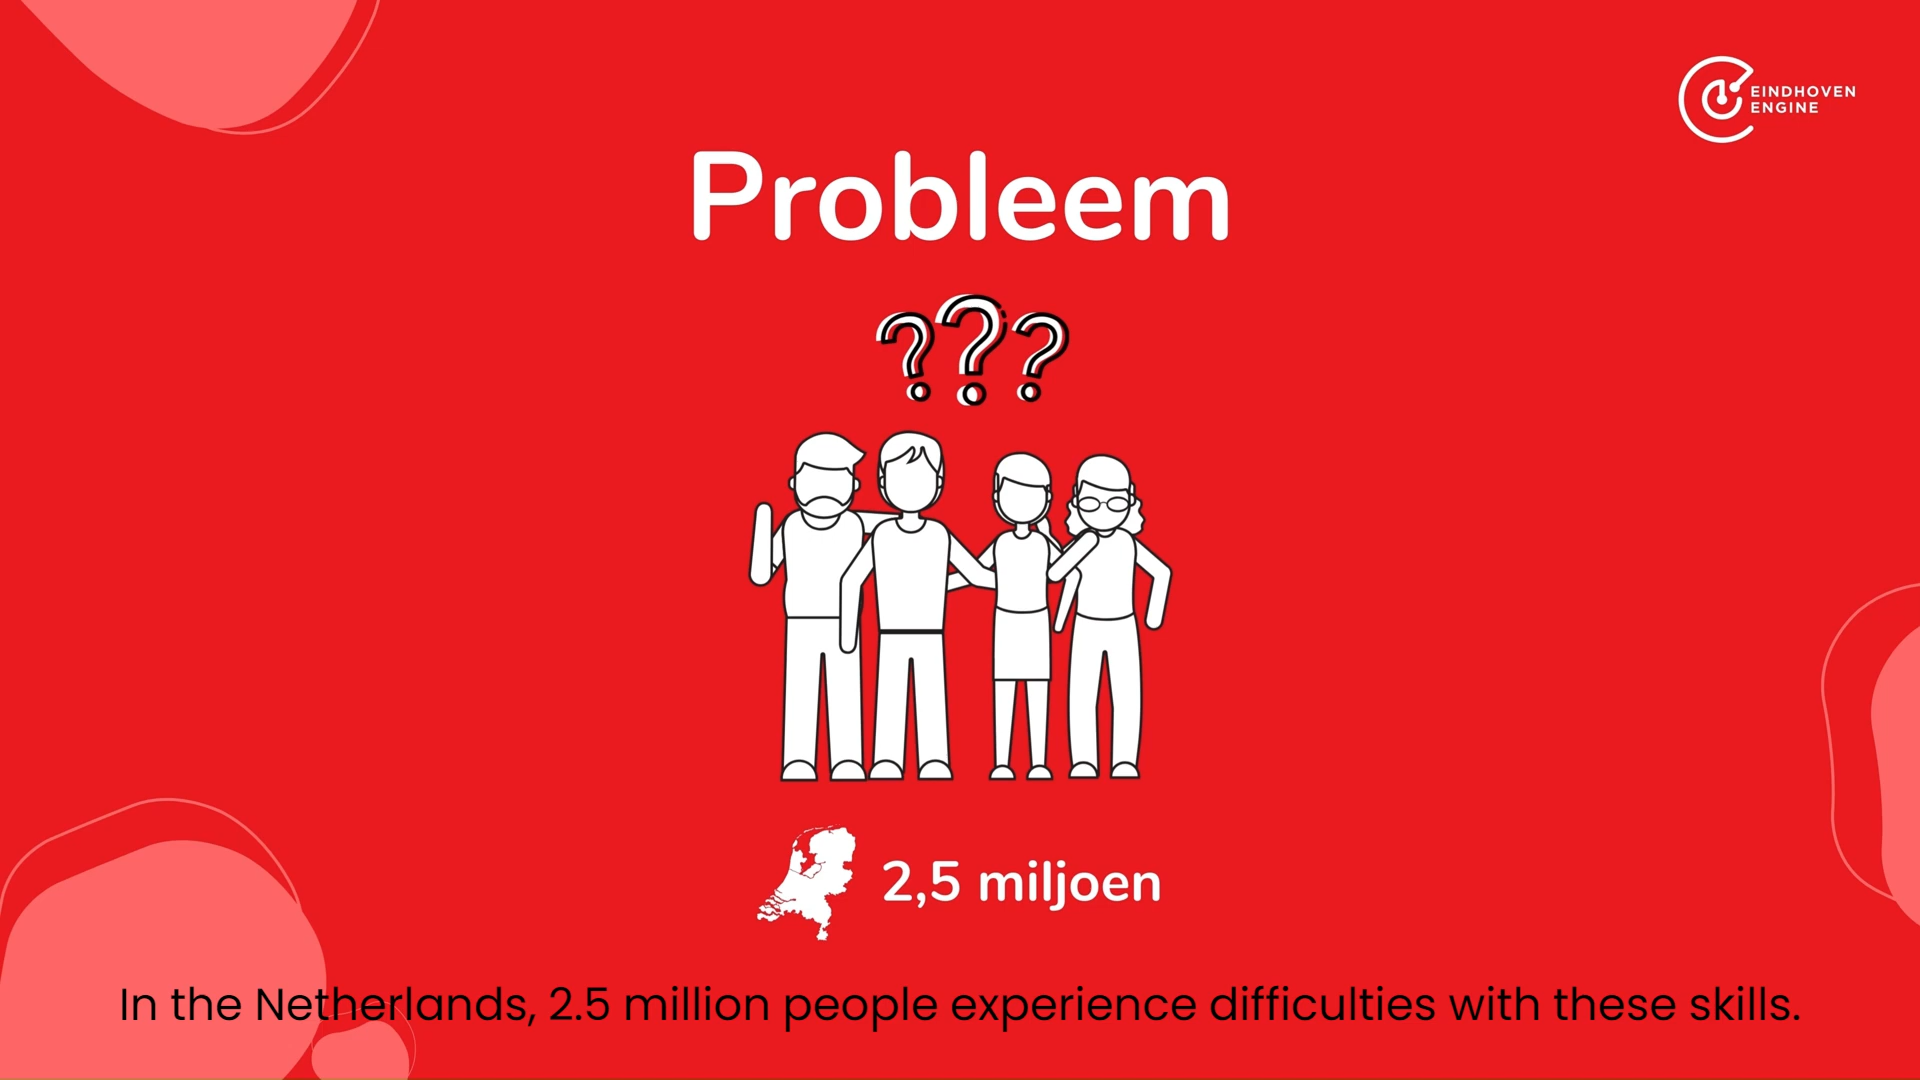 EINDHOVEN
ENGINE
Probleem
???
2,5 miljoen
In the Netherlands, 2.5 million people experience difficulties with these skills.